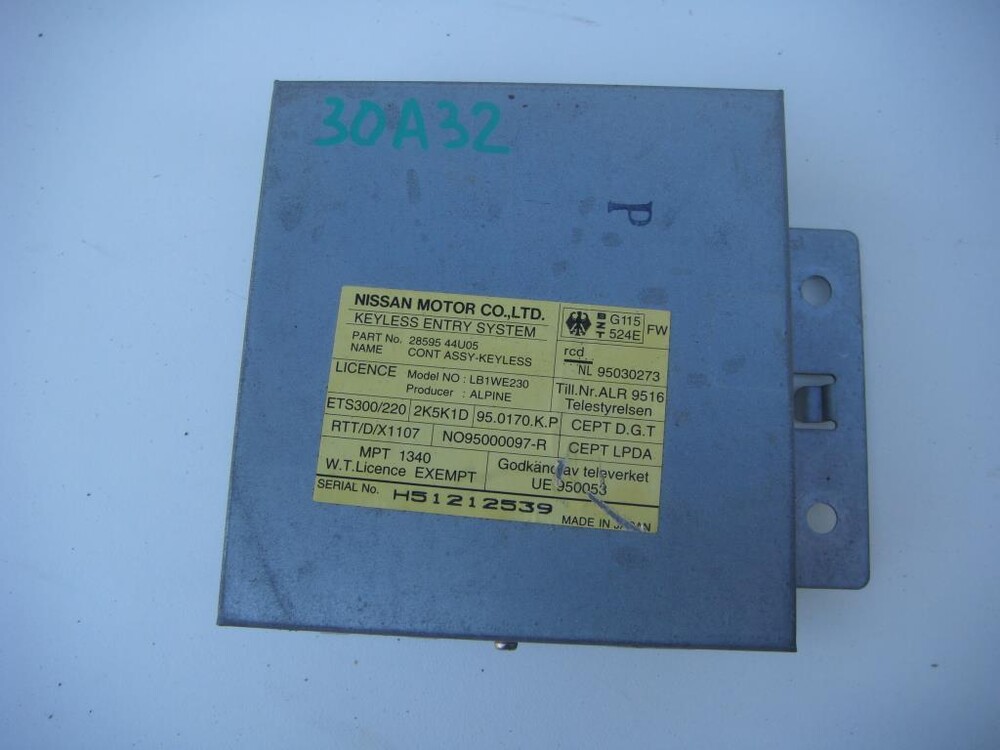 30A32
P
NISSAN MOTOR CO.,LTD.
KEYLESS ENTRY SYSTEM
PART No. 28595 44U05
NAME CONT ASSY-KEYLESS
LICENCE Model NO : LB1WE230
Producer : ALPINE
BZT G115 524E FW
rcd
NL 95030273
Till.Nr.ALR 9516
Telestyrelsen
ETS300/220 2K5K1D 95.0170.K.P CEPT D.G.T
RTT/D/X1107 NO95000097-R CEPT LPDA
MPT 1340
W.T.Licence EXEMPT
Godkänd av televerket
UE 950053
SERIAL No. H51212539
MADE IN JAPAN